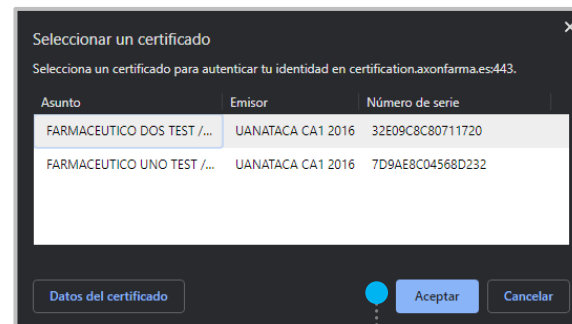 Seleccionar un certificado
Selecciona un certificado para autenticar tu identidad en certification.axonfarma.es:443.
Asunto Emisor Número de serie
FARMACEUTICO DOS TEST /... UANATACA CA1 2016 32E09C8C80711720
FARMACEUTICO UNO TEST /... UANATACA CA1 2016 7D9AE8C04568D232
Datos del certificado Aceptar Cancelar